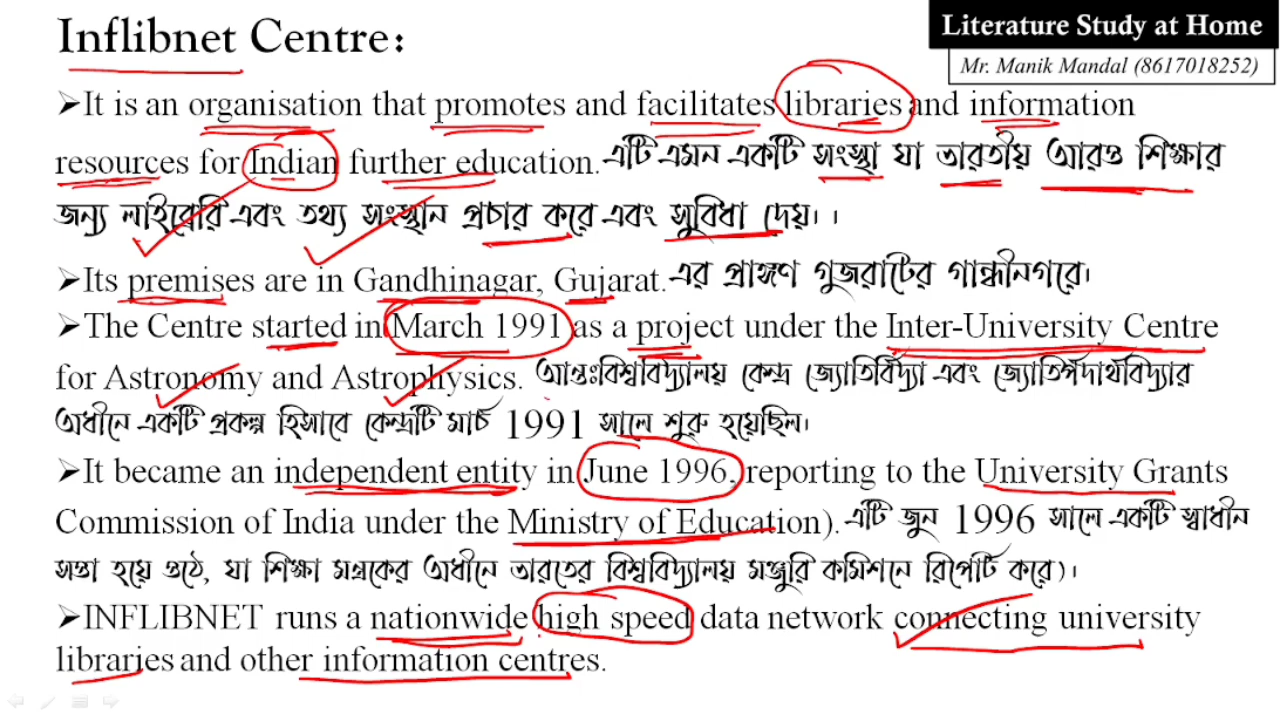 Inflibnet Centre:
Literature Study at Home
Mr. Manik Mandal (8617018252)
➢It is an organisation that promotes and facilitates libraries and information
resources for Indian further education. এটি এমন একটি সংস্থা যা ভারতীয় আরও শিক্ষার
জন্য লাইব্রেরি এবং তথ্য সংস্থান প্রচার করে এবং সুবিধা দেয়।।
➢Its premises are in Gandhinagar, Gujarat. এর প্রাঙ্গণ গুজরাটের গান্ধীনগরে।
➢The Centre started in March 1991 as a project under the Inter-University Centre
for Astronomy and Astrophysics. আন্তঃবিশ্ববিদ্যালয় কেন্দ্র জ্যোতির্বিদ্যা এবং জ্যোতির্পদার্থবিদ্যার
অধীনে একটি প্রকল্প হিসাবে কেন্দ্রটি মার্চ 1991 সালে শুরু হয়েছিল।
➢It became an independent entity in June 1996, reporting to the University Grants
Commission of India under the Ministry of Education). এটি জুন 1996 সালে একটি স্বাধীন
সত্তা হয়ে ওঠে, যা শিক্ষা মন্ত্রকের অধীনে ভারতের বিশ্ববিদ্যালয় মঞ্জুরি কমিশনে রিপোর্ট করে)।
➢INFLIBNET runs a nationwide high speed data network connecting university
libraries and other information centres.